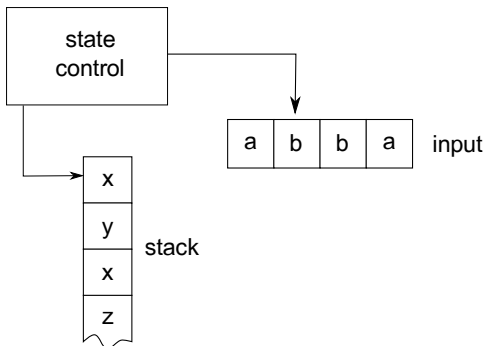 state
control
a b b a input
x
y
stack
x
z